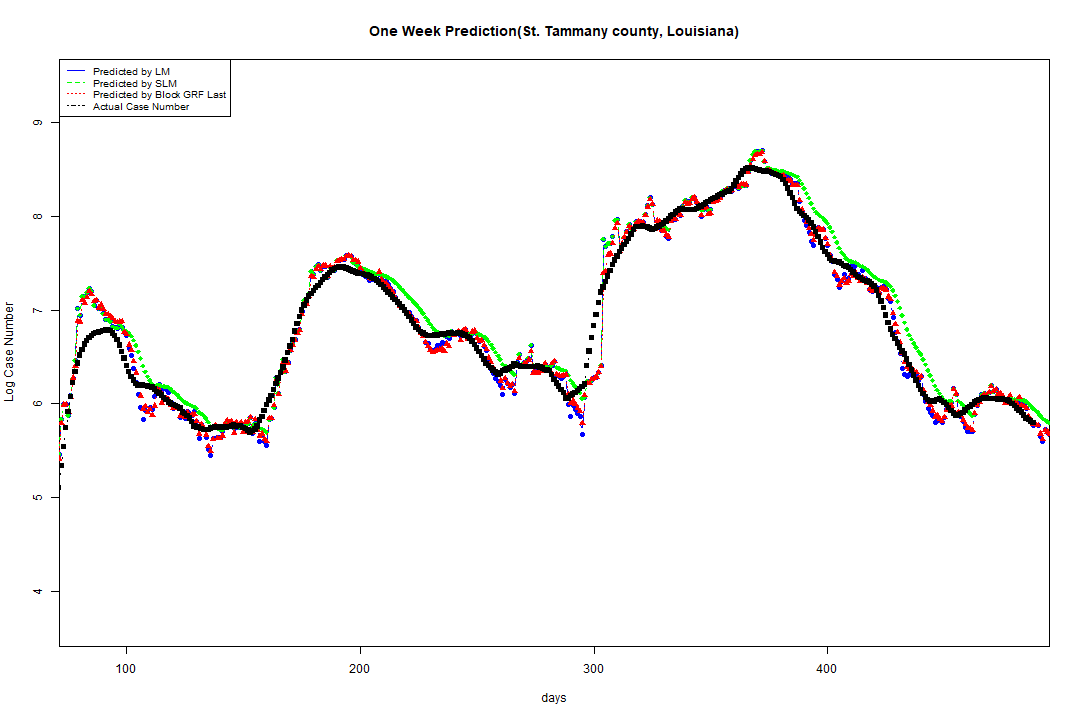 One Week Prediction(St. Tammany county, Louisiana)
Predicted by LM
Predicted by SLM
Predicted by Block GRF Last
Actual Case Number
9
8
7
6
5
4
Log Case Number
100 200 300 400
days